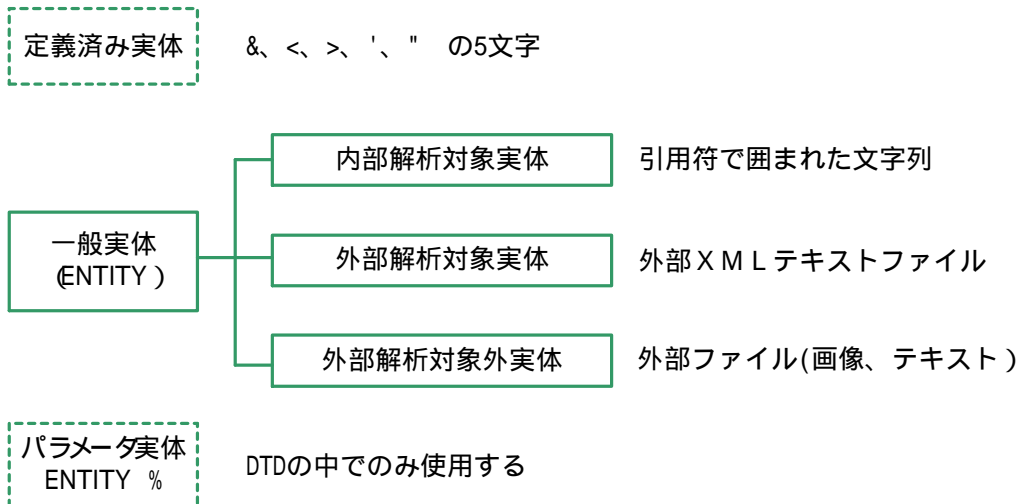 定義済み実体 &、<、>、'、" の5文字
内部解析対象実体 引用符で囲まれた文字列
一般実体
(ENTITY)
外部解析対象実体 外部XMLテキストファイル
外部解析対象外実体 外部ファイル(画像、テキスト)
パラメータ実体
ENTITY %
DTDの中でのみ使用する